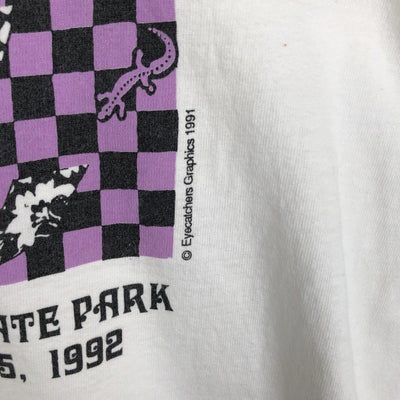 © Eyecatchers Graphics 1991
ATE PARK
5, 1992